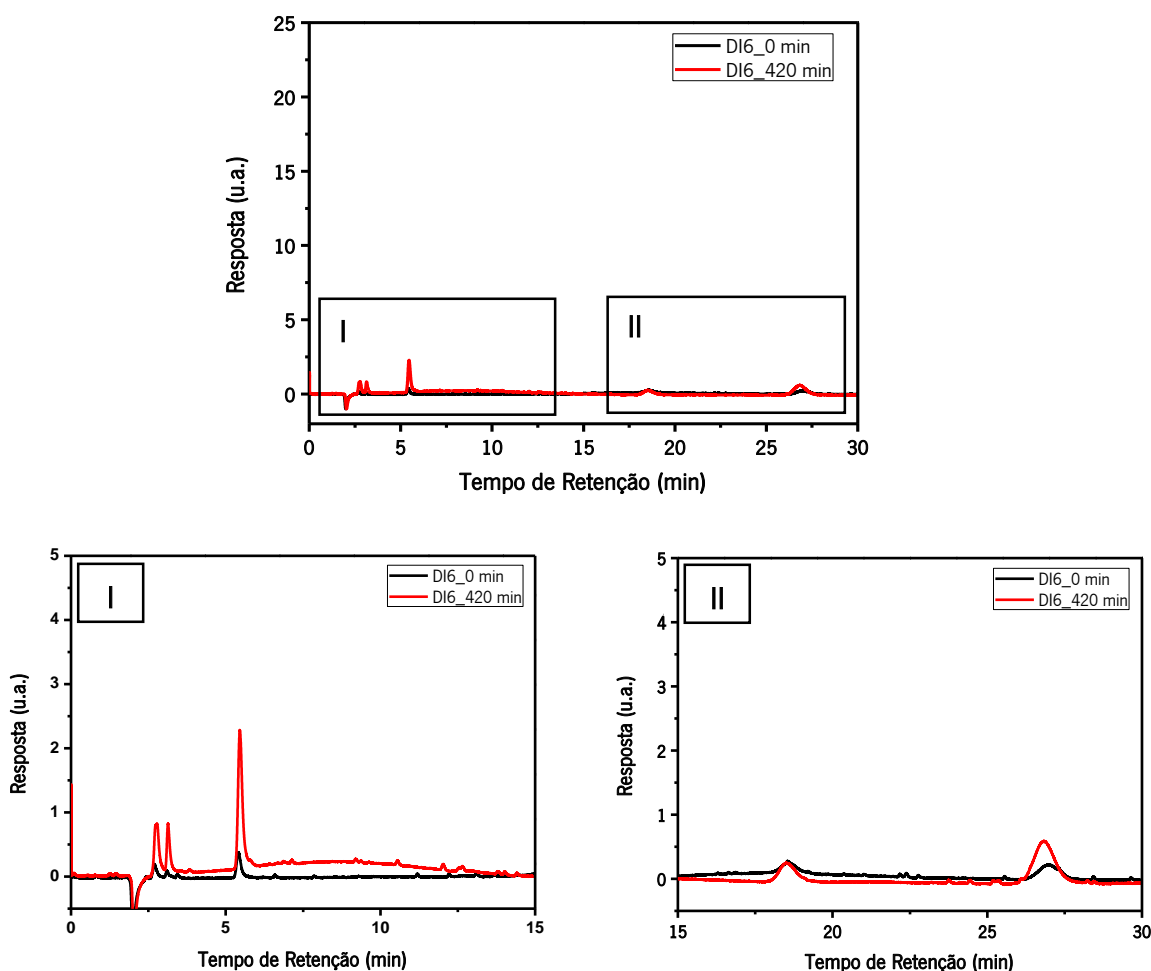 25
20
15
10
5
0
Resposta (u.a.)
DI6_0 min
DI6_420 min
I
II
0 5 10 15 20 25 30
Tempo de Retenção (min)
5
4
3
2
1
0
Resposta (u.a.)
I
DI6_0 min
DI6_420 min
0 5 10 15
Tempo de Retenção (min)
5
4
3
2
1
0
Resposta (u.a.)
II
DI6_0 min
DI6_420 min
15 20 25 30
Tempo de Retenção (min)